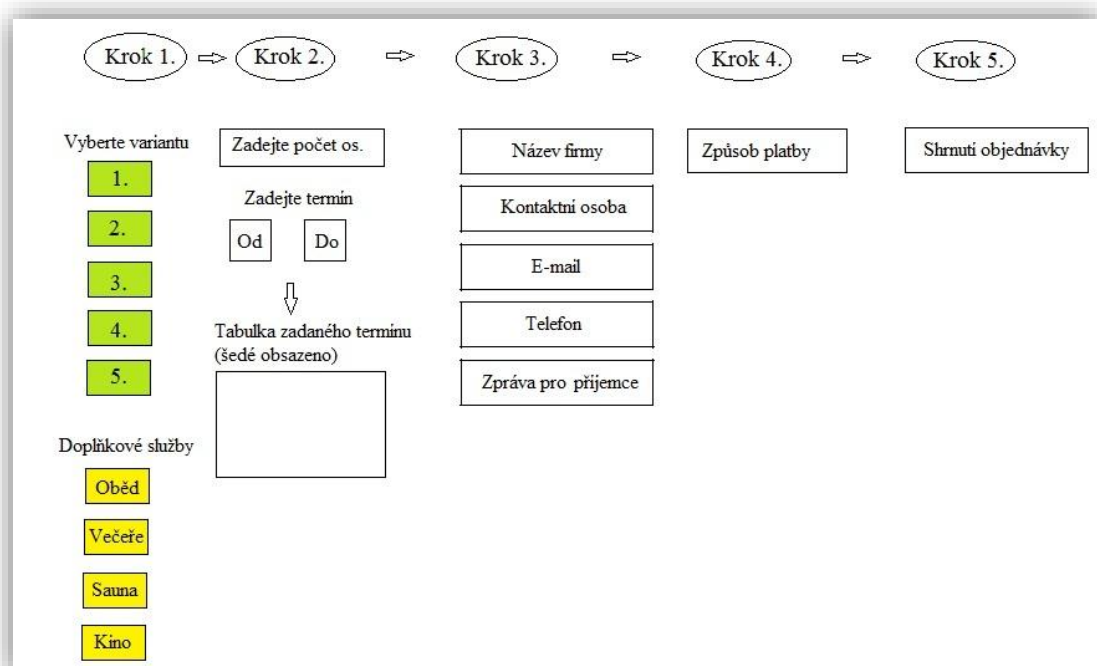 Krok 1.
Krok 2.
Krok 3.
Krok 4.
Krok 5.
Vyberte variantu
1.
2.
3.
4.
5.
Doplňkové služby
Oběd
Večeře
Sauna
Kino
Zadejte počet os.
Zadejte termín
Od
Do
Tabulka zadaného termínu
(šedé obsazeno)
Název firmy
Kontaktní osoba
E-mail
Telefon
Zpráva pro příjemce
Způsob platby
Shrnutí objednávky